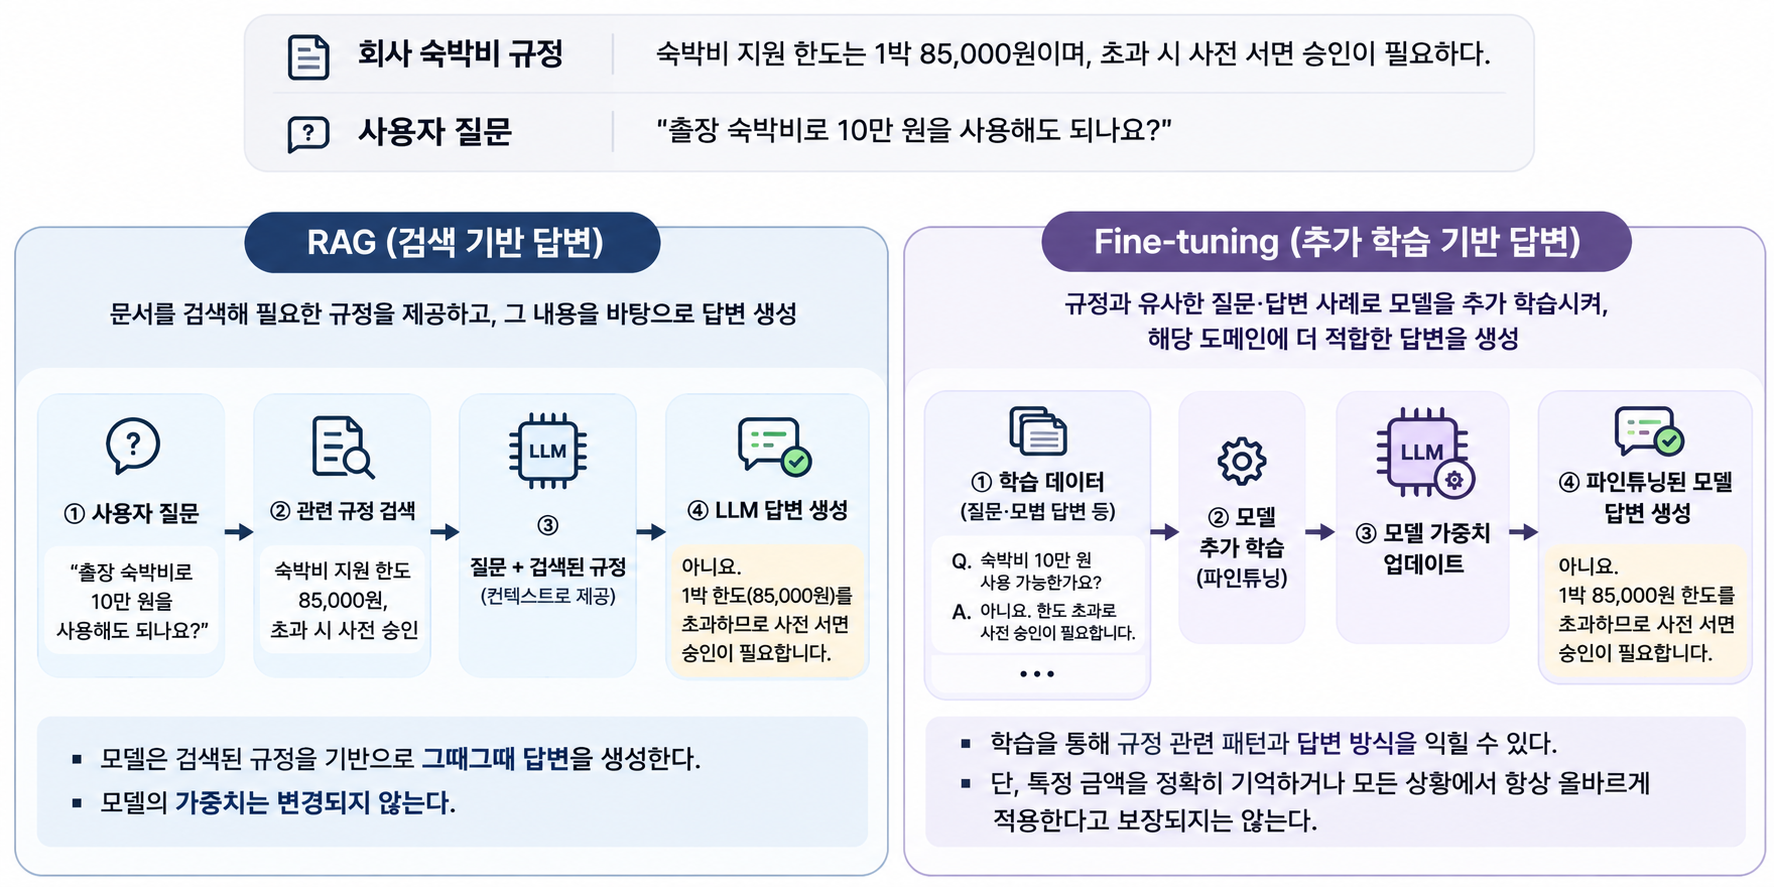 회사 숙박비 규정
숙박비 지원 한도는 1박 85,000원이며, 초과 시 사전 서면 승인이 필요하다.
사용자 질문
"출장 숙박비로 10만 원을 사용해도 되나요?"
RAG (검색 기반 답변)
문서를 검색해 필요한 규정을 제공하고, 그 내용을 바탕으로 답변 생성
① 사용자 질문
"출장 숙박비로
10만 원을
사용해도 되나요?"
② 관련 규정 검색
숙박비 지원 한도
85,000원,
초과 시 사전 승인
LLM
③
질문 + 검색된 규정
(컨텍스트로 제공)
④ LLM 답변 생성
아니요.
1박 한도(85,000원)를
초과하므로 사전 서면
승인이 필요합니다.
▪ 모델은 검색된 규정을 기반으로 그때그때 답변을 생성한다.
▪ 모델의 가중치는 변경되지 않는다.
Fine-tuning (추가 학습 기반 답변)
규정과 유사한 질문·답변 사례로 모델을 추가 학습시켜,
해당 도메인에 더 적합한 답변을 생성
① 학습 데이터
(질문·모범 답변 등)
Q. 숙박비 10만 원
사용 가능한가요?
A. 아니요. 한도 초과로
사전 승인이 필요합니다.
•••
② 모델
추가 학습
(파인튜닝)
LLM
③ 모델 가중치
업데이트
④ 파인튜닝된 모델
답변 생성
아니요.
1박 85,000원 한도를
초과하므로 사전 서면
승인이 필요합니다.
▪ 학습을 통해 규정 관련 패턴과 답변 방식을 익힐 수 있다.
▪ 단, 특정 금액을 정확히 기억하거나 모든 상황에서 항상 올바르게
적용한다고 보장되지는 않는다.